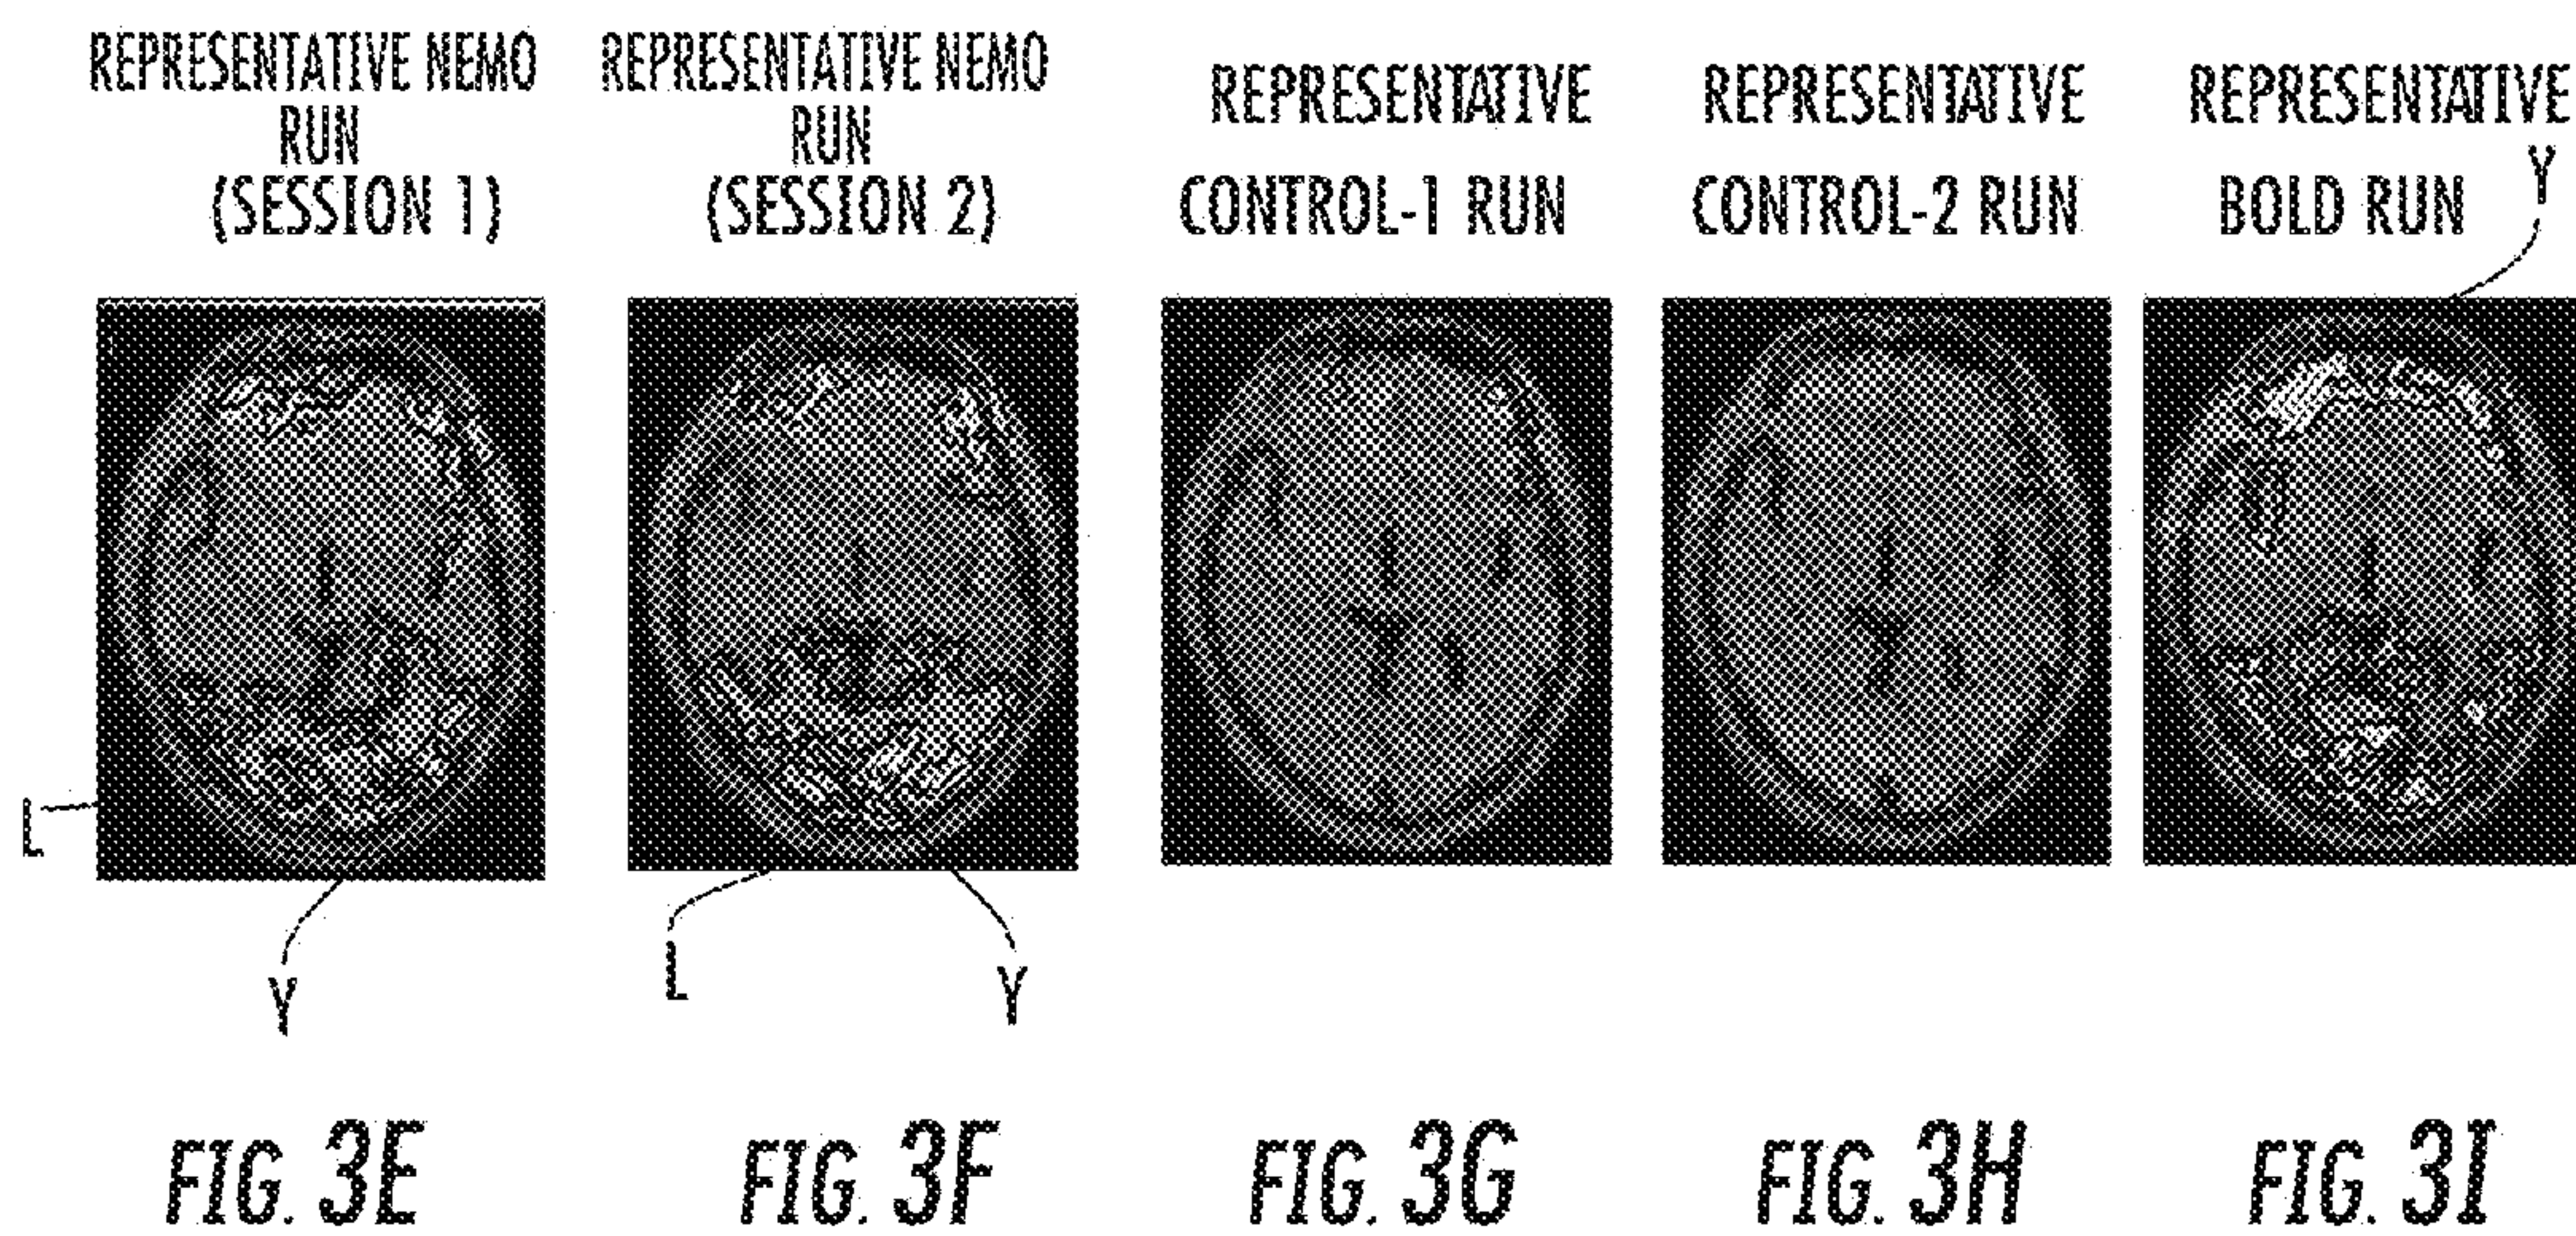 REPRESENTATIVE NEMO
RUN
(SESSION 1)
REPRESENTATIVE NEMO
RUN
(SESSION 2)
REPRESENTATIVE
CONTROL-1 RUN
REPRESENTATIVE
CONTROL-2 RUN
REPRESENTATIVE
BOLD RUN
Y
L
Y
L
Y
FIG. 3E
FIG. 3F
FIG. 3G
FIG. 3H
FIG. 3I